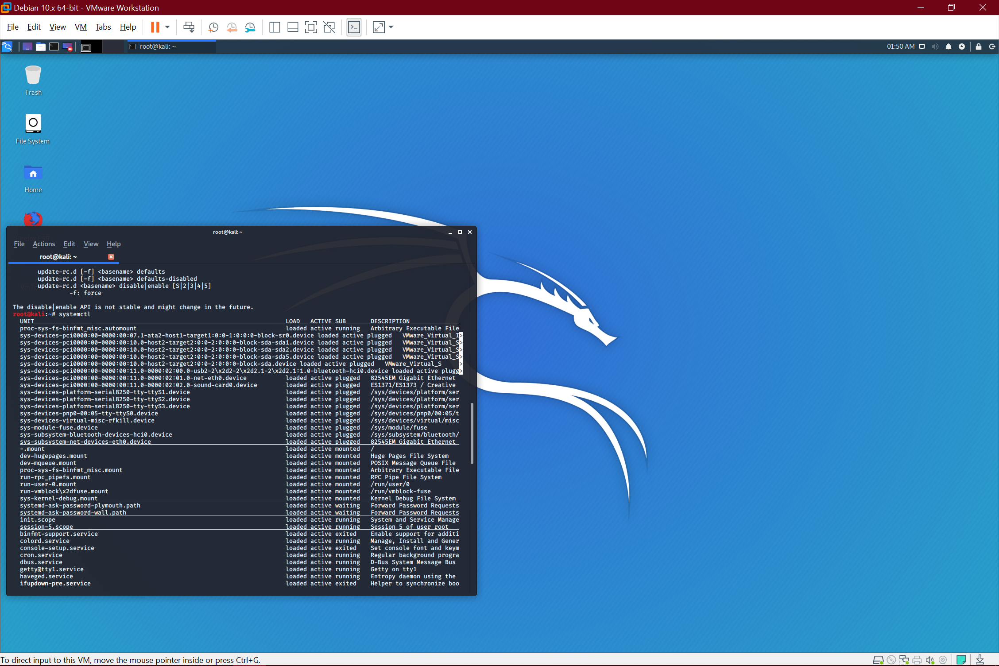 Debian 10.x 64-bit - VMware Workstation
File Edit View VM Tabs Help
root@kali: ~
01:50 AM
Trash
File System
Home
root@kali: ~
File Actions Edit View Help
root@kali: ~
update-rc.d [-f] <basename> defaults
update-rc.d [-f] <basename> defaults-disabled
update-rc.d <basename> disable|enable [S|2|3|4|5]
-f: force
The disable|enable API is not stable and might change in the future.
root@kali:~# systemctl
UNIT LOAD ACTIVE SUB DESCRIPTION
proc-sys-fs-binfmt_misc.automount loaded active running Arbitrary Executable File
sys-devices-pci0000:00-0000:00:07.1-ata2-host1-target1:0:0-1:0:0:0-block-sr0.device loaded active plugged VMware_Virtual_I>
sys-devices-pci0000:00-0000:00:10.0-host2-target2:0:0-2:0:0:0-block-sda-sda1.device loaded active plugged VMware_Virtual_S>
sys-devices-pci0000:00-0000:00:10.0-host2-target2:0:0-2:0:0:0-block-sda-sda2.device loaded active plugged VMware_Virtual_S>
sys-devices-pci0000:00-0000:00:10.0-host2-target2:0:0-2:0:0:0-block-sda-sda5.device loaded active plugged VMware_Virtual_S>
sys-devices-pci0000:00-0000:00:10.0-host2-target2:0:0-2:0:0:0-block-sda.device loaded active plugged VMware_Virtual_S >
sys-devices-pci0000:00-0000:00:11.0-0000:02:00.0-usb2-2\x2d2-2\x2d2.1-2\x2d2.1:1.0-bluetooth-hci0.device loaded active plugg>
sys-devices-pci0000:00-0000:00:11.0-0000:02:01.0-net-eth0.device loaded active plugged 82545EM Gigabit Ethernet
sys-devices-pci0000:00-0000:00:11.0-0000:02:02.0-sound-card0.device loaded active plugged ES1371/ES1373 / Creative
sys-devices-platform-serial8250-tty-ttyS1.device loaded active plugged /sys/devices/platform/ser
sys-devices-platform-serial8250-tty-ttyS2.device loaded active plugged /sys/devices/platform/ser
sys-devices-platform-serial8250-tty-ttyS3.device loaded active plugged /sys/devices/platform/ser
sys-devices-pnp0-00:05-tty-ttyS0.device loaded active plugged /sys/devices/pnp0/00:05/t
sys-devices-virtual-misc-rfkill.device loaded active plugged /sys/devices/virtual/misc
sys-module-fuse.device loaded active plugged /sys/module/fuse
sys-subsystem-bluetooth-devices-hci0.device loaded active plugged /sys/subsystem/bluetooth/
sys-subsystem-net-devices-eth0.device loaded active plugged 82545EM Gigabit Ethernet
-.mount loaded active mounted /
dev-hugepages.mount loaded active mounted Huge Pages File System
dev-mqueue.mount loaded active mounted POSIX Message Queue File
proc-sys-fs-binfmt_misc.mount loaded active mounted Arbitrary Executable File
run-rpc_pipefs.mount loaded active mounted RPC Pipe File System
run-user-0.mount loaded active mounted /run/user/0
run-vmblock\x2dfuse.mount loaded active mounted /run/vmblock-fuse
sys-kernel-debug.mount loaded active mounted Kernel Debug File System
systemd-ask-password-plymouth.path loaded active waiting Forward Password Requests
systemd-ask-password-wall.path loaded active waiting Forward Password Requests
init.scope loaded active running System and Service Manage
session-5.scope loaded active running Session 5 of user root
binfmt-support.service loaded active exited Enable support for additi
colord.service loaded active running Manage, Install and Gener
console-setup.service loaded active exited Set console font and keym
cron.service loaded active running Regular background progra
dbus.service loaded active running D-Bus System Message Bus
getty@tty1.service loaded active running Getty on tty1
haveged.service loaded active running Entropy daemon using the
ifupdown-pre.service loaded active exited Helper to synchronize boo
To direct input to this VM, move the mouse pointer inside or press Ctrl+G.